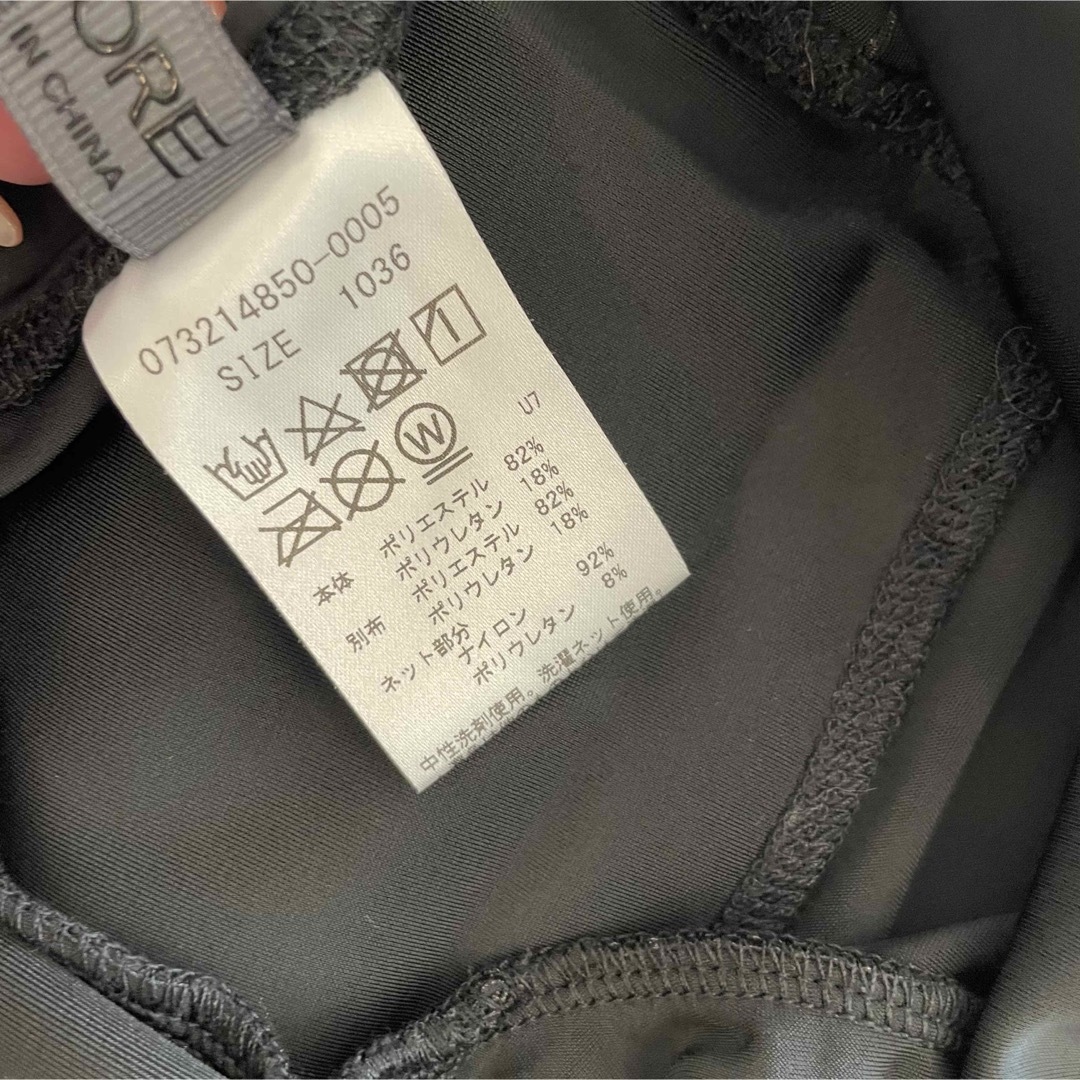 ORE
IN CHINA
073214850-0005
SIZE 1036
W
U7
本体 ポリエステル 82%
ポリウレタン 18%
別布 ポリエステル 82%
ポリウレタン 18%
ネット部分
ナイロン 92%
ポリウレタン 8%
中性洗剤使用。洗濯ネット使用。